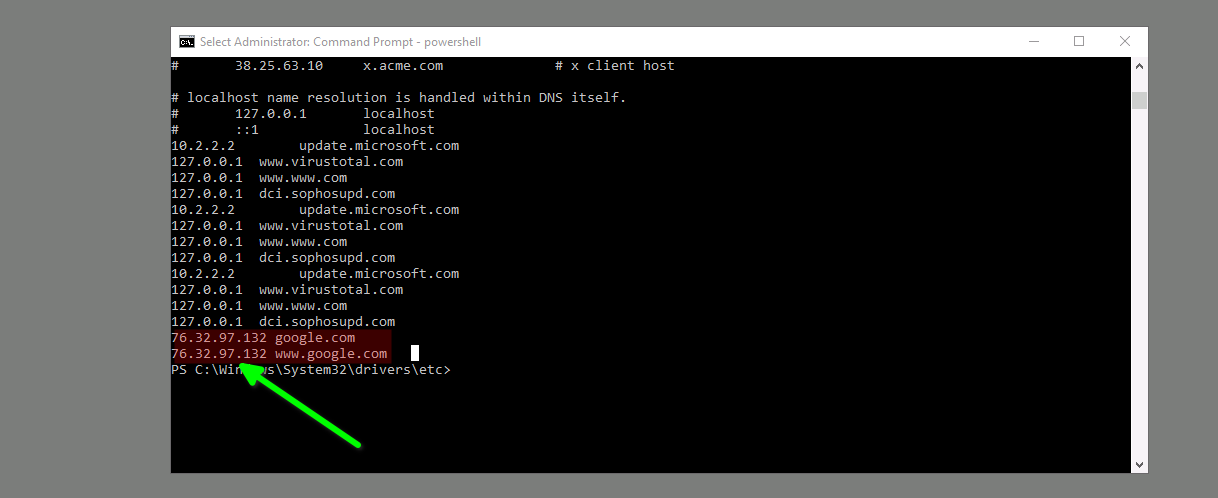 Select Administrator: Command Prompt - powershell
# 38.25.63.10 x.acme.com # x client host
# localhost name resolution is handled within DNS itself.
# 127.0.0.1 localhost
# ::1 localhost
10.2.2.2 update.microsoft.com
127.0.0.1 www.virustotal.com
127.0.0.1 www.www.com
127.0.0.1 dci.sophosupd.com
10.2.2.2 update.microsoft.com
127.0.0.1 www.virustotal.com
127.0.0.1 www.www.com
127.0.0.1 dci.sophosupd.com
10.2.2.2 update.microsoft.com
127.0.0.1 www.virustotal.com
127.0.0.1 www.www.com
127.0.0.1 dci.sophosupd.com
76.32.97.132 google.com
76.32.97.132 www.google.com
PS C:\Windows\System32\drivers\etc>